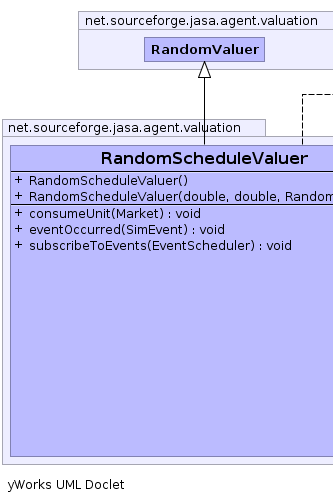 net.sourceforge.jasa.agent.valuation
RandomValuer
net.sourceforge.jasa.agent.valuation
RandomScheduleValuer
+ RandomScheduleValuer()
+ RandomScheduleValuer(double, double, Random
+ consumeUnit(Market) : void
+ eventOccurred(SimEvent) : void
+ subscribeToEvents(EventScheduler) : void
yWorks UML Doclet